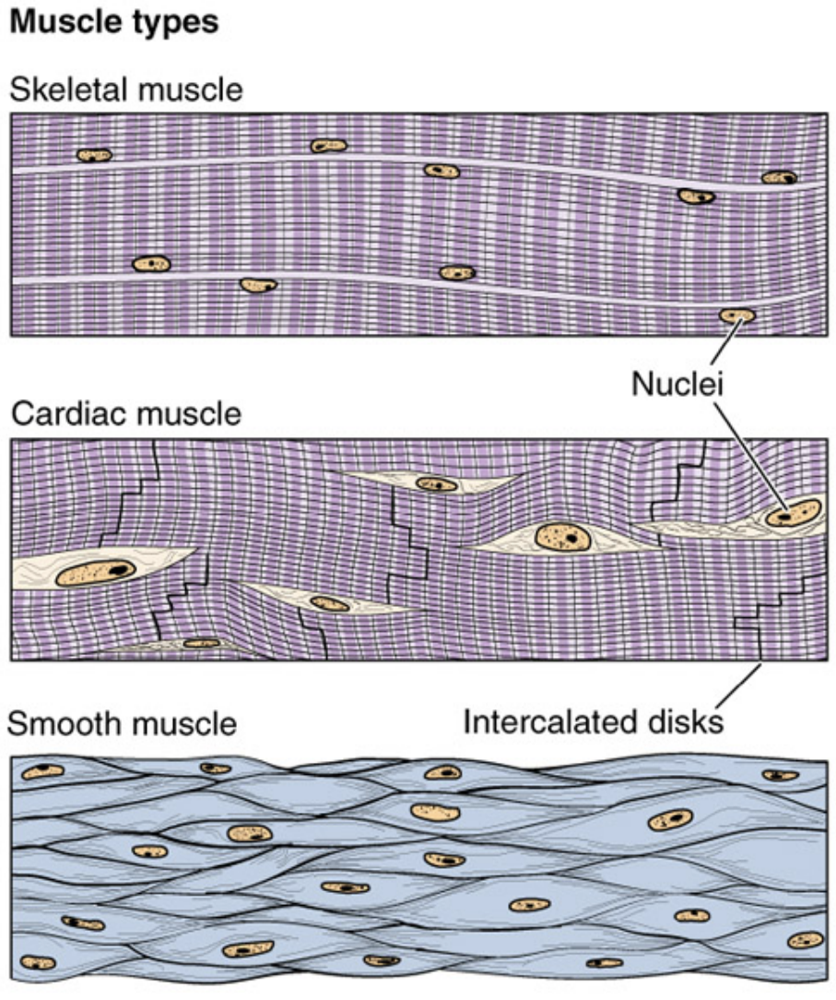 Muscle types
Skeletal muscle
Nuclei
Cardiac muscle
Intercalated disks
Smooth muscle